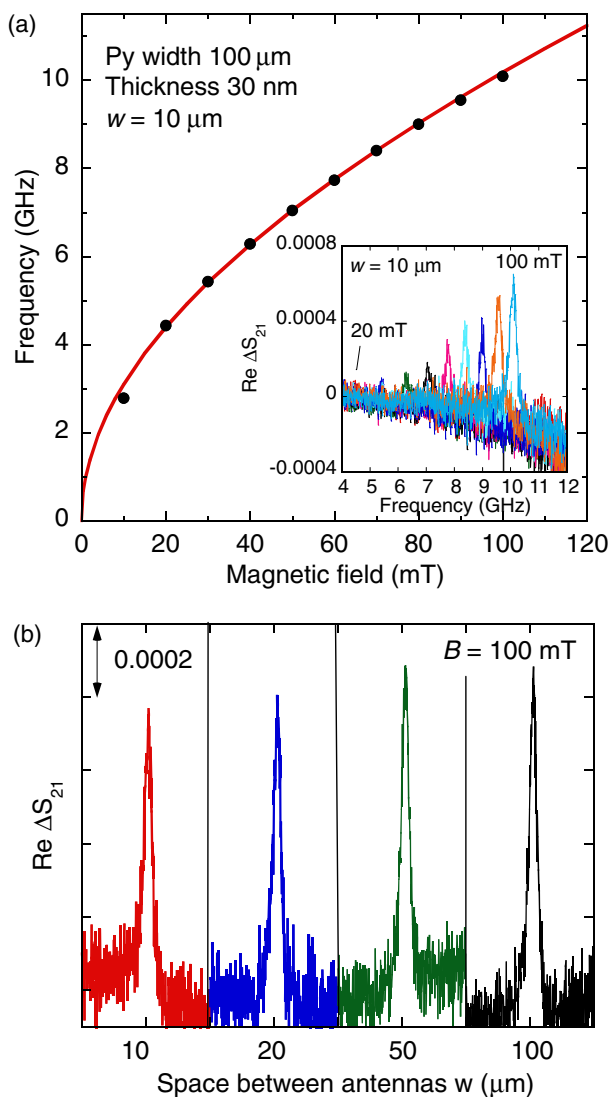 (a)
Py width 100 μm
Thickness 30 nm
w = 10 μm
Frequency (GHz)
10
8
6
4
2
0
0 20 40 60 80 100 120
Magnetic field (mT)
w = 10 μm
100 mT
20 mT
Re ΔS21
0.0008
0.0004
0
-0.0004
4 5 6 7 8 9 10 11 12
Frequency (GHz)
(b)
0.0002
B = 100 mT
Re ΔS21
10 20 50 100
Space between antennas w (μm)